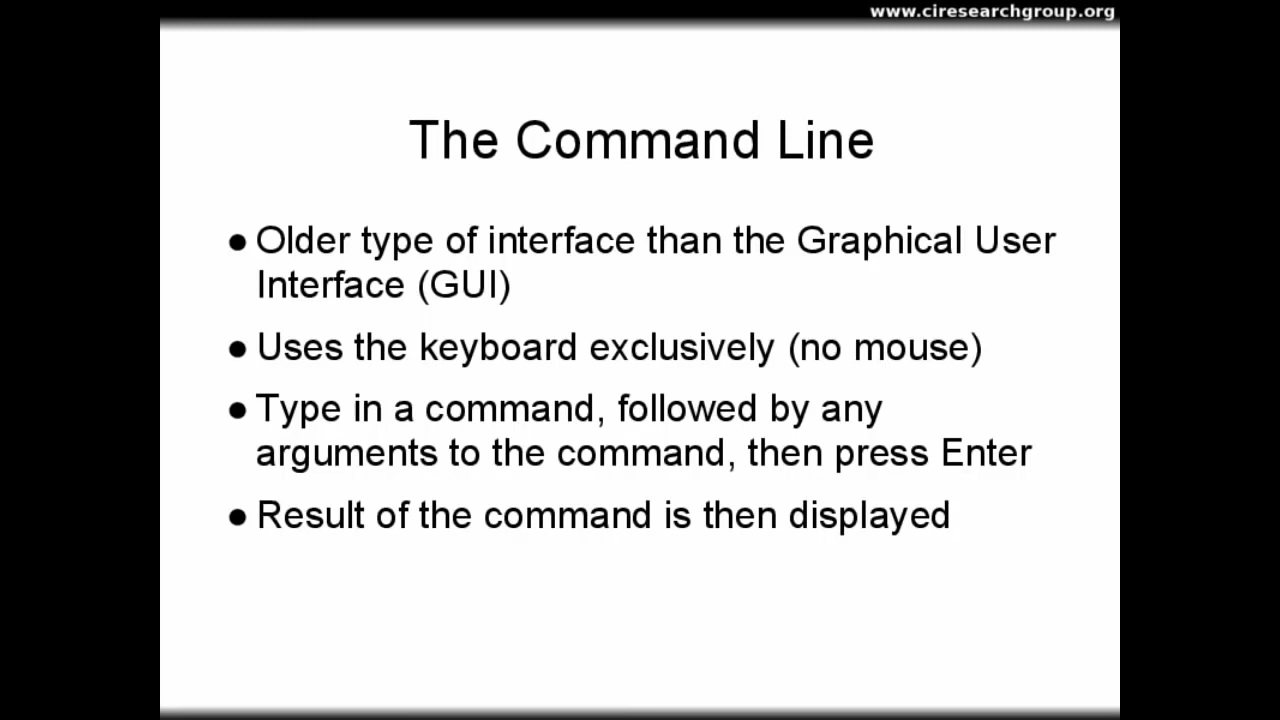 www.ciresearchgroup.org
The Command Line
● Older type of interface than the Graphical User
Interface (GUI)
● Uses the keyboard exclusively (no mouse)
● Type in a command, followed by any
arguments to the command, then press Enter
● Result of the command is then displayed